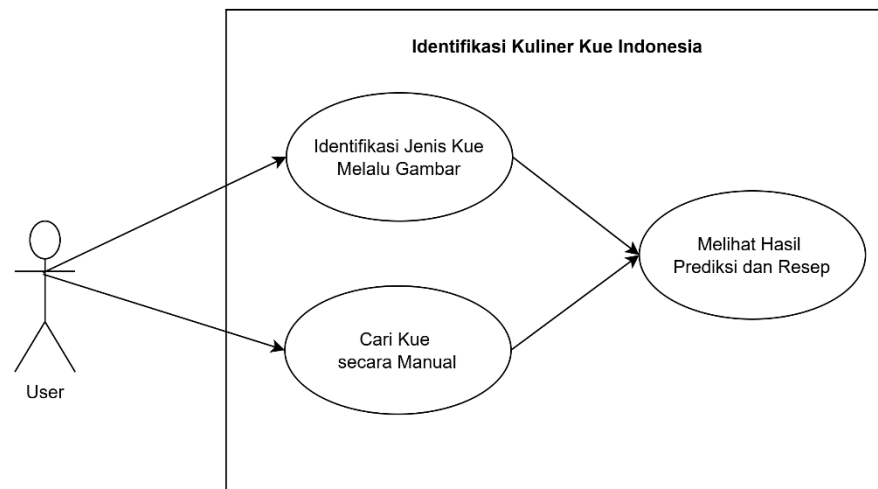 Identifikasi Kuliner Kue Indonesia
Identifikasi Jenis Kue
Melalu Gambar
Melihat Hasil
Prediksi dan Resep
Cari Kue
secara Manual
User